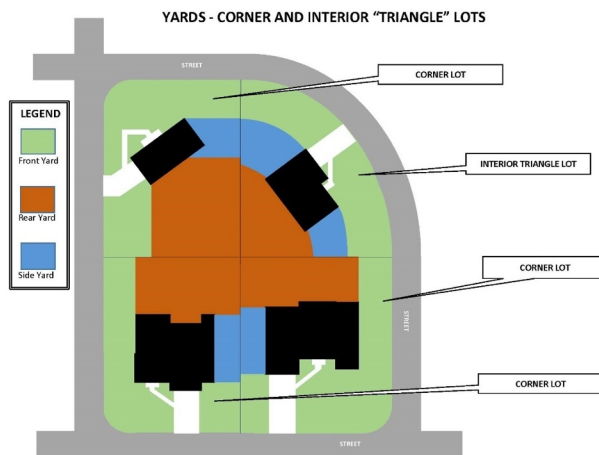 YARDS - CORNER AND INTERIOR “TRIANGLE” LOTS
STREET
CORNER LOT
LEGEND
Front Yard
INTERIOR TRIANGLE LOT
Rear Yard
CORNER LOT
Side Yard
STREET
CORNER LOT
STREET